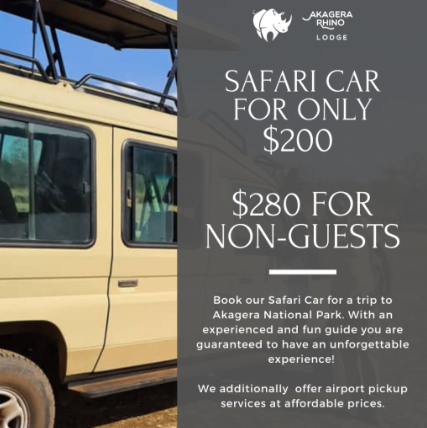 AKAGERA
RHINO
LODGE
SAFARI CAR
FOR ONLY
$200
$280 FOR
NON-GUESTS
Book our Safari Car for a trip to
Akagera National Park. With an
experienced and fun guide you are
guaranteed to have an unforgettable
experience!
We additionally offer airport pickup
services at affordable prices.